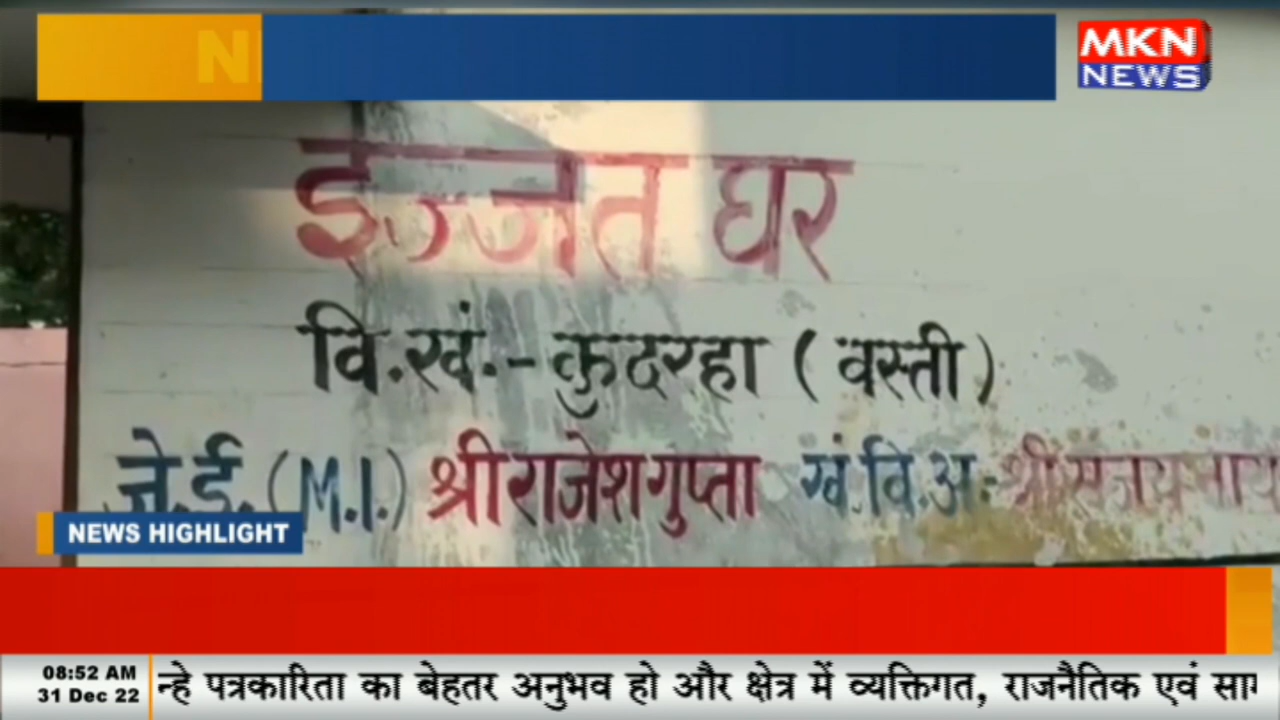 N
MKN
NEWS
इज्जत घर
वि.खं.- कुदरहा (वस्ती)
जे.ई. (M.I.) श्री राजेश गुप्ता खं.वि.अ.- श्री संजय
NEWS HIGHLIGHT
08:52 AM
31 Dec 22
न्हे पत्रकारिता का बेहतर अनुभव हो और क्षेत्र में व्यक्तिगत, राजनैतिक एवं